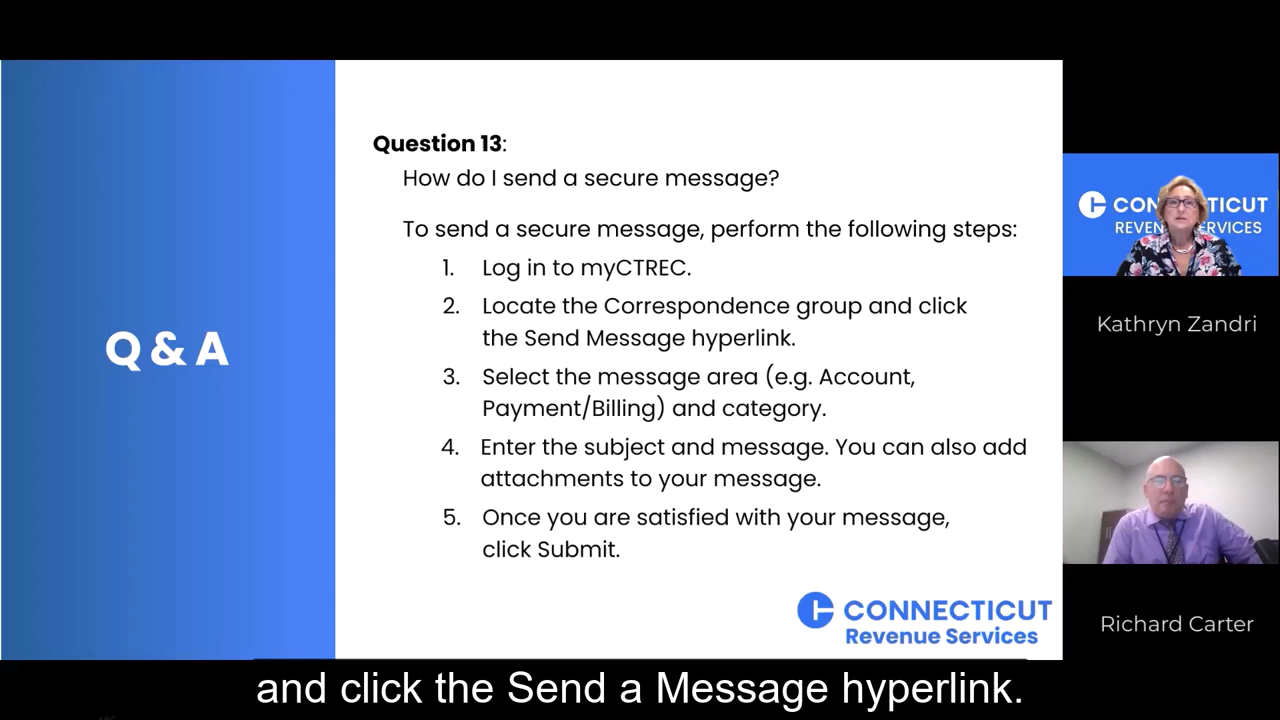 Q & A
Question 13:
How do I send a secure message?
To send a secure message, perform the following steps:
1. Log in to myCTREC.
2. Locate the Correspondence group and click
the Send Message hyperlink.
3. Select the message area (e.g. Account,
Payment/Billing) and category.
4. Enter the subject and message. You can also add
attachments to your message.
5. Once you are satisfied with your message,
click Submit.
CONNECTICUT
Revenue Services
Kathryn Zandri
Richard Carter
and click the Send a Message hyperlink.